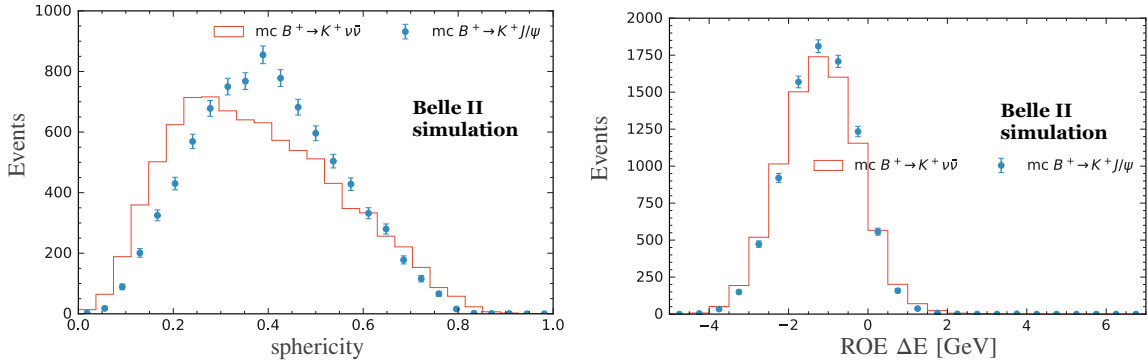 mc B⁺→K⁺νν̄ mc B⁺→K⁺J/ψ
Belle II
simulation
Events
1000
800
600
400
200
0
0.0 0.2 0.4 0.6 0.8 1.0
sphericity
Belle II
simulation
mc B⁺→K⁺νν̄ mc B⁺→K⁺J/ψ
Events
2000
1750
1500
1250
1000
750
500
250
0
−4 −2 0 2 4 6
ROE ΔE [GeV]